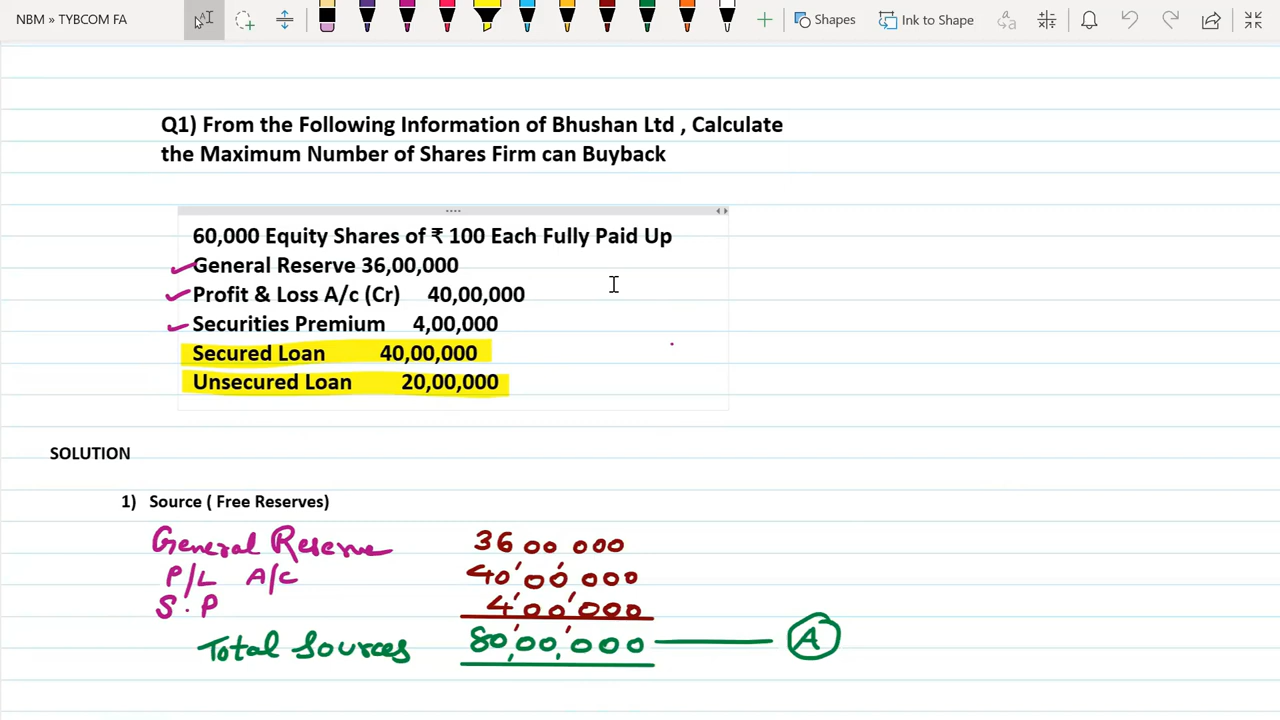 NBM » TYBCOM FA
Shapes
Ink to Shape
Q1) From the Following Information of Bhushan Ltd , Calculate
the Maximum Number of Shares Firm can Buyback
60,000 Equity Shares of ₹ 100 Each Fully Paid Up
General Reserve 36,00,000
Profit & Loss A/c (Cr) 40,00,000
Securities Premium 4,00,000
Secured Loan 40,00,000
Unsecured Loan 20,00,000
SOLUTION
1) Source ( Free Reserves)
General Reserve 36 00 000
P/L A/C 40'00'000
S.P 4'00'000
Total Sources 80,00,000 A